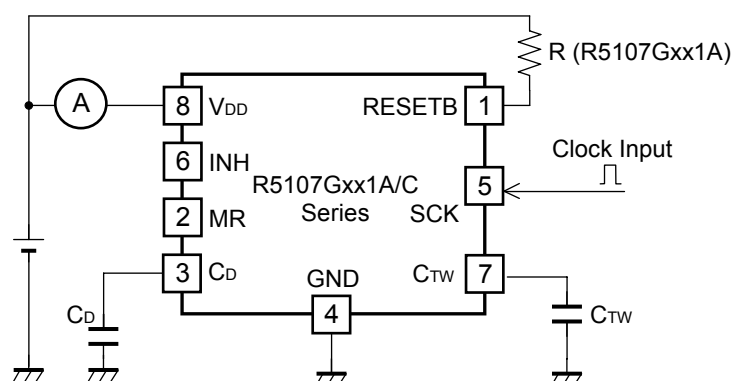 R (R5107Gxx1A)
A
8 VDD
RESETB 1
6 INH
R5107Gxx1A/C
Series
Clock Input
5
SCK
2 MR
3 CD
GND
4
CTW 7
CD
CTW